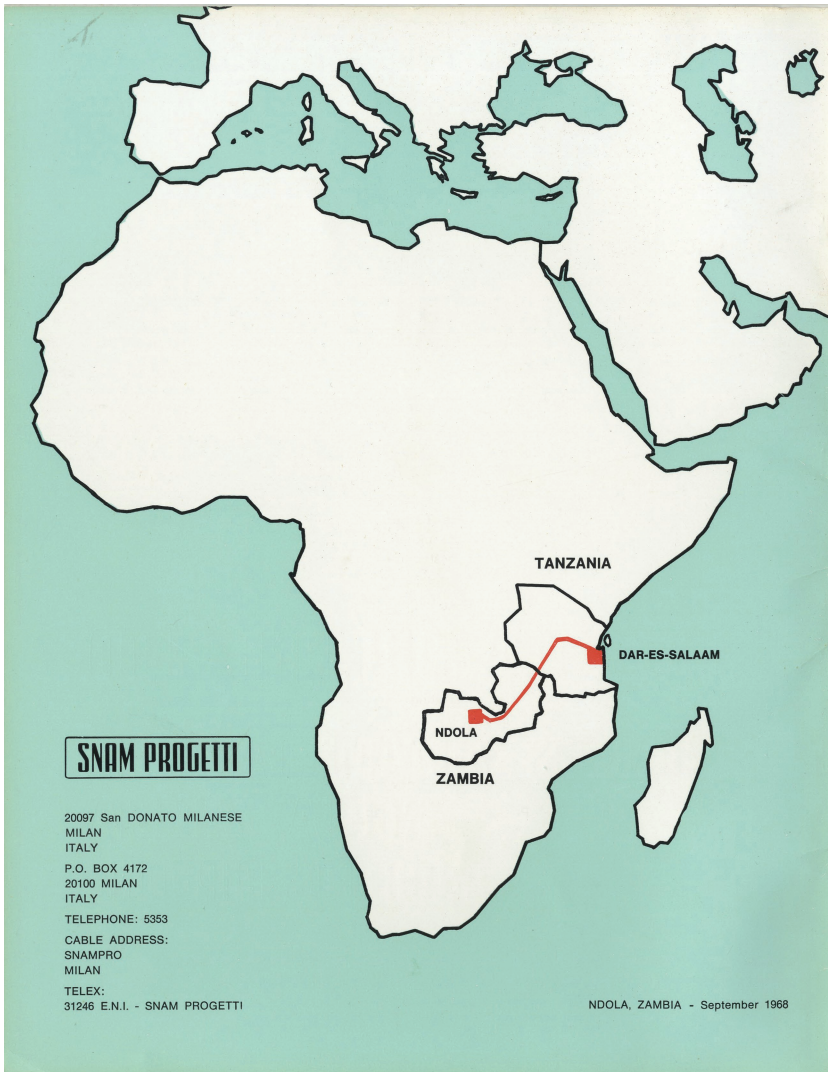 TANZANIA
DAR-ES-SALAAM
NDOLA
ZAMBIA
SNAM PROGETTI
20097 San DONATO MILANESE
MILAN
ITALY
P.O. BOX 4172
20100 MILAN
ITALY
TELEPHONE: 5353
CABLE ADDRESS:
SNAMPRO
MILAN
TELEX:
31246 E.N.I. - SNAM PROGETTI
NDOLA, ZAMBIA - September 1968